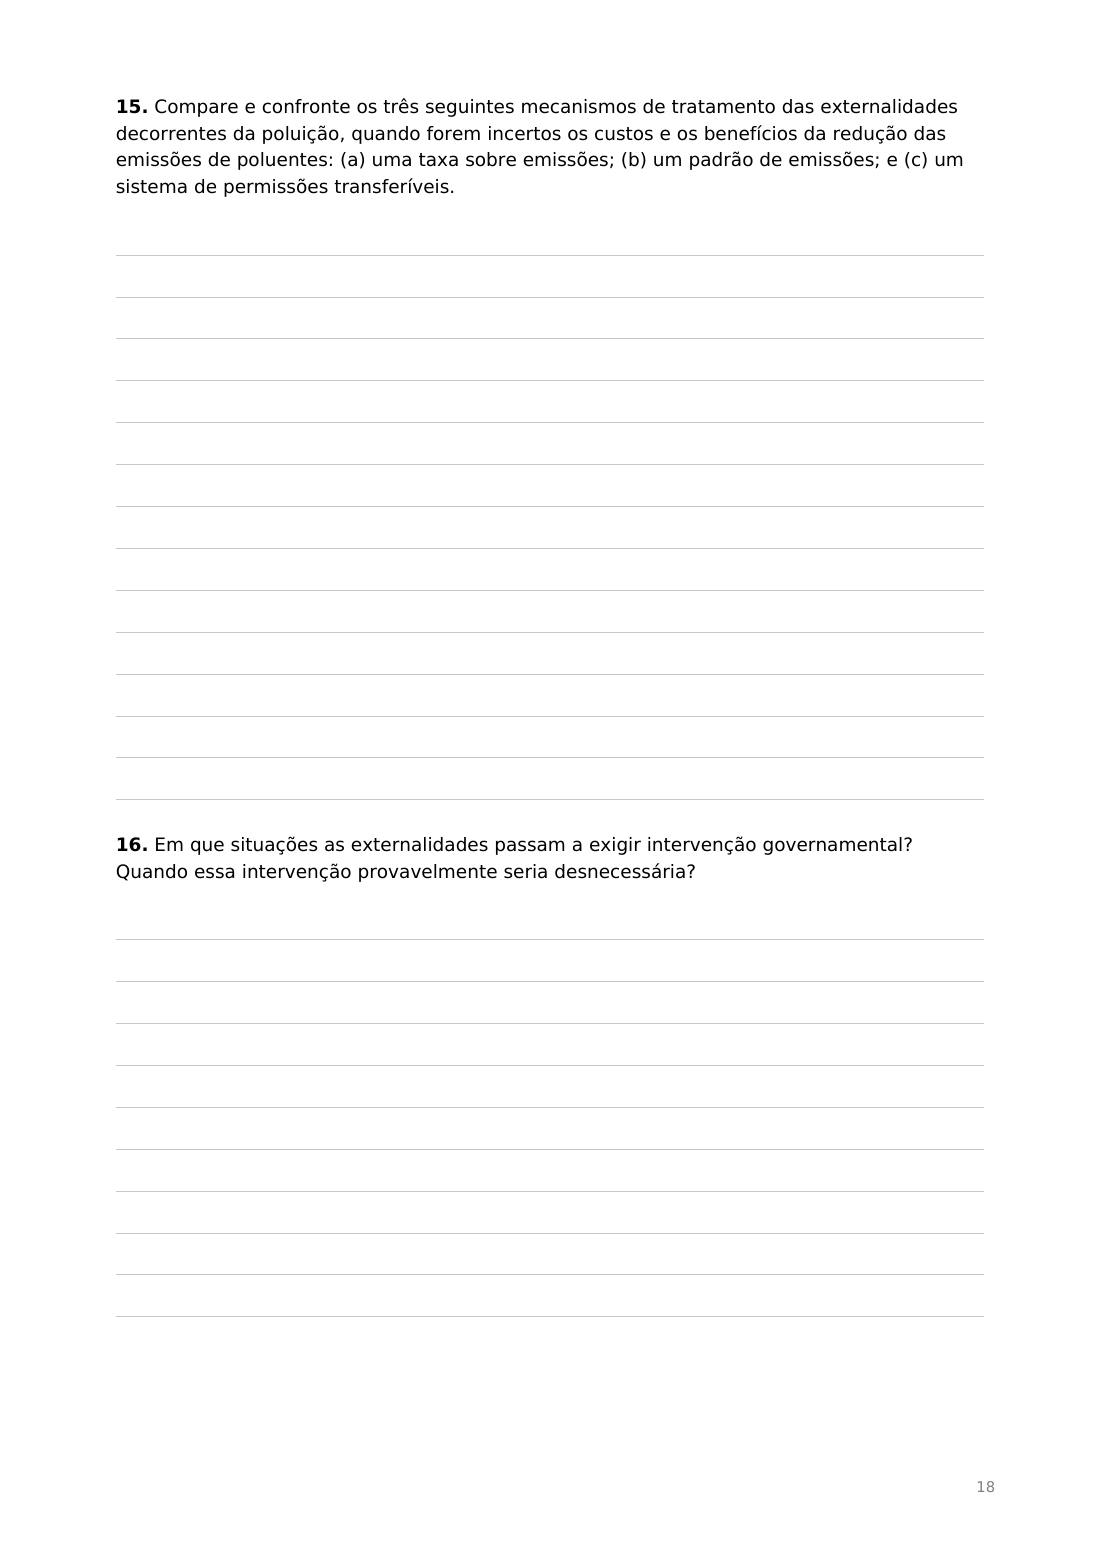 15. Compare e confronte os três seguintes mecanismos de tratamento das externalidades
decorrentes da poluição, quando forem incertos os custos e os benefícios da redução das
emissões de poluentes: (a) uma taxa sobre emissões; (b) um padrão de emissões; e (c) um
sistema de permissões transferíveis.
16. Em que situações as externalidades passam a exigir intervenção governamental?
Quando essa intervenção provavelmente seria desnecessária?
18